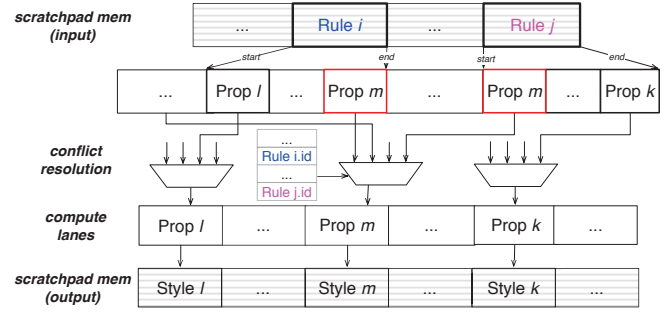 scratchpad mem
(input)
... Rule i ... Rule j
start end start end
... Prop l ... Prop m ... Prop m ... Prop k
conflict
resolution
...
Rule i.id
...
Rule j.id
compute
lanes
Prop l ... Prop m ... Prop k ...
scratchpad mem
(output)
Style l ... Style m ... Style k ...